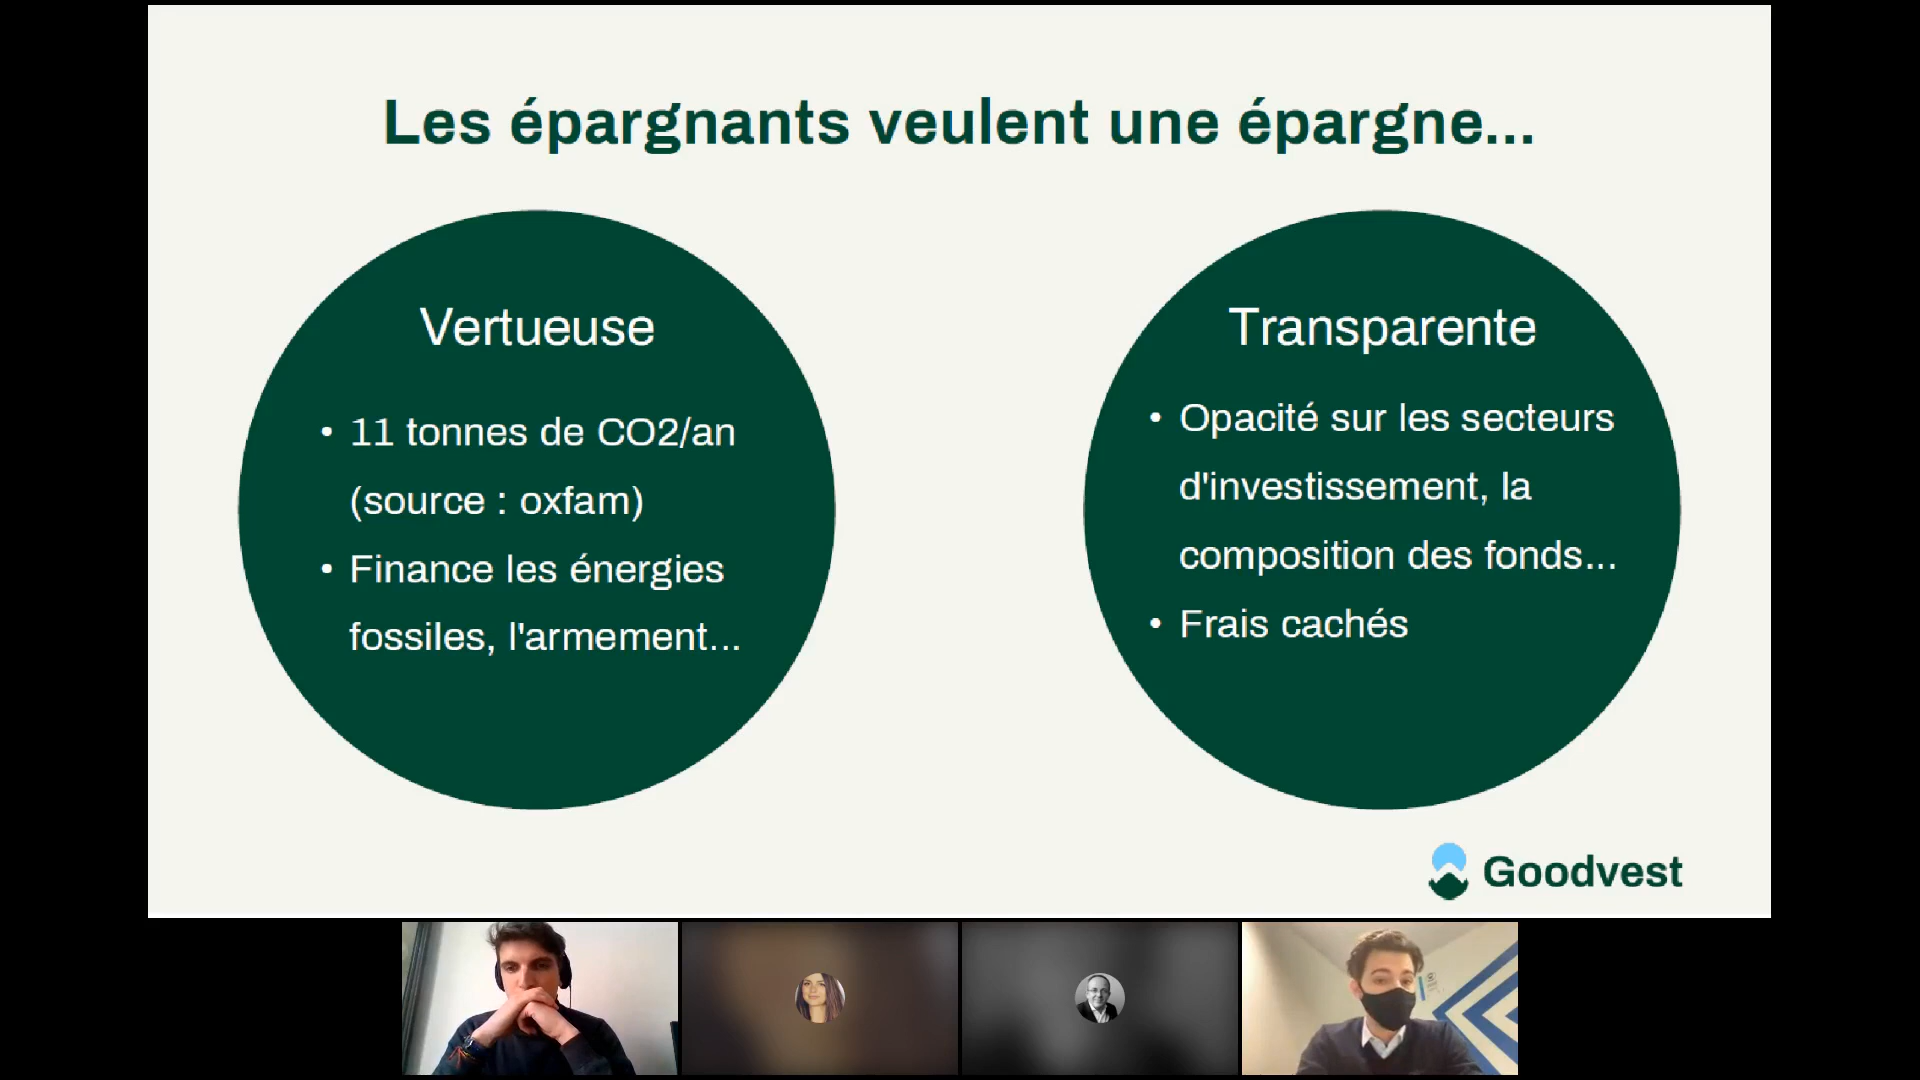 Les épargnants veulent une épargne...
Vertueuse
• 11 tonnes de CO2/an
(source : oxfam)
• Finance les énergies
fossiles, l'armement...
Transparente
• Opacité sur les secteurs
d'investissement, la
composition des fonds...
• Frais cachés
Goodvest